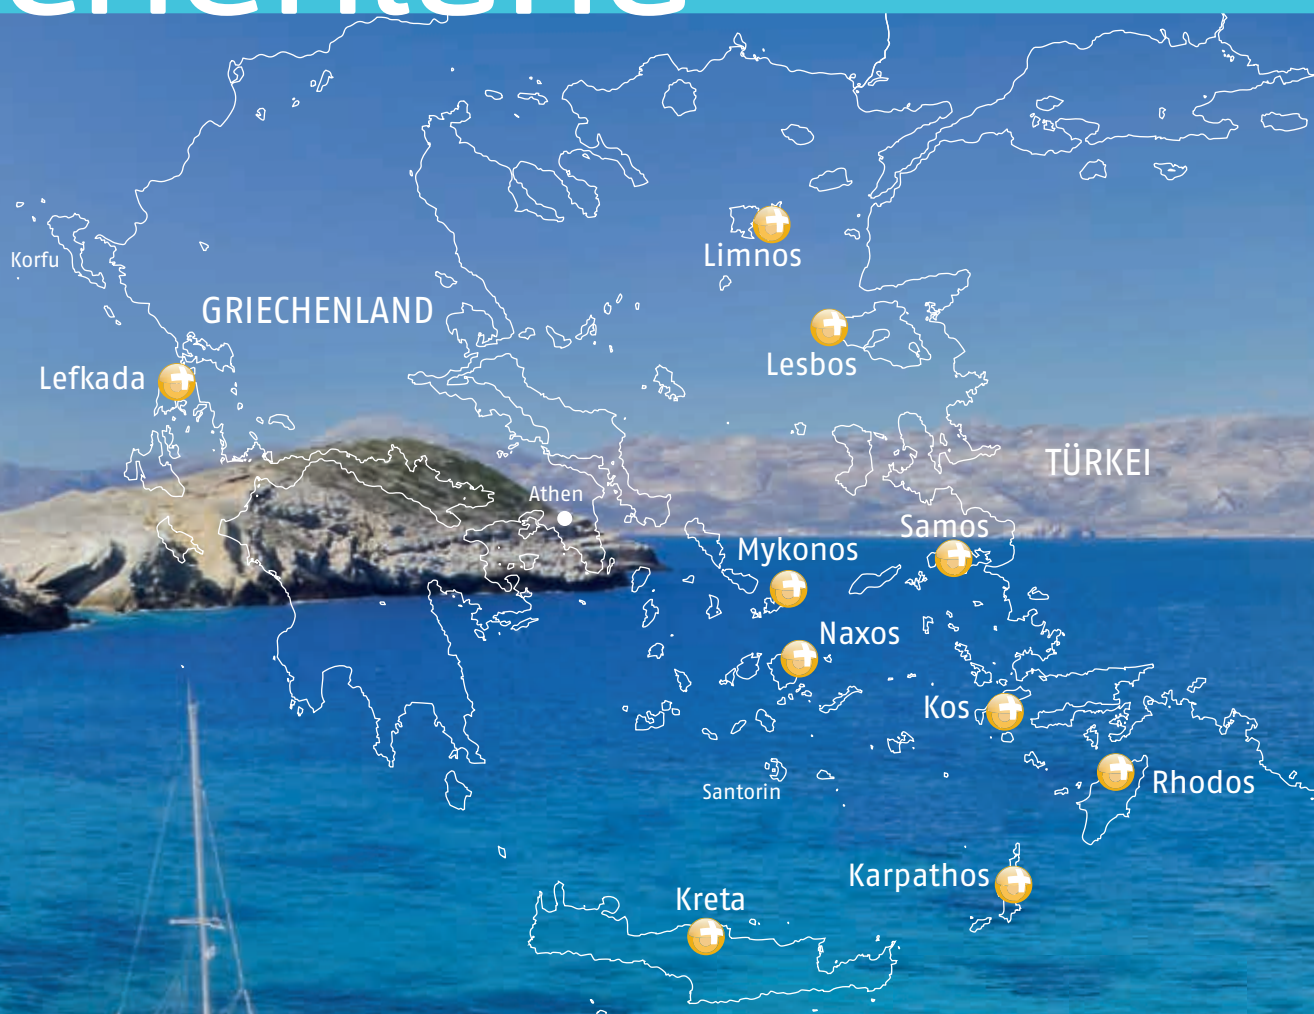 Limnos
Korfu
GRIECHENLAND
Lesbos
Lefkada
TÜRKEI
Athen
Samos
Mykonos
Naxos
Kos
Rhodos
Santorin
Karpathos
Kreta